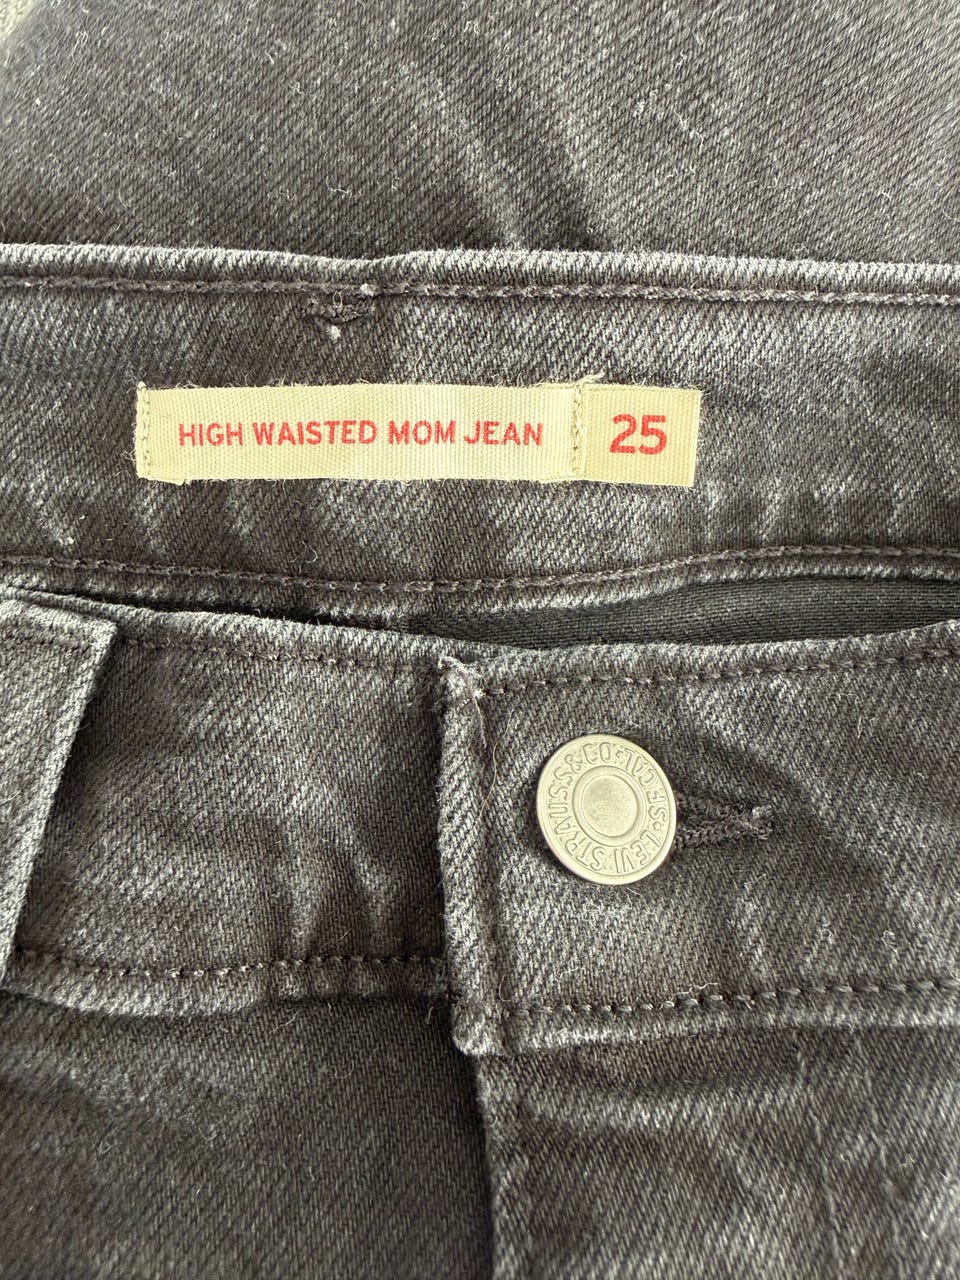 HIGH WAISTED MOM JEAN 25
LEVI STRAUSS & CO. S.F. CAL.